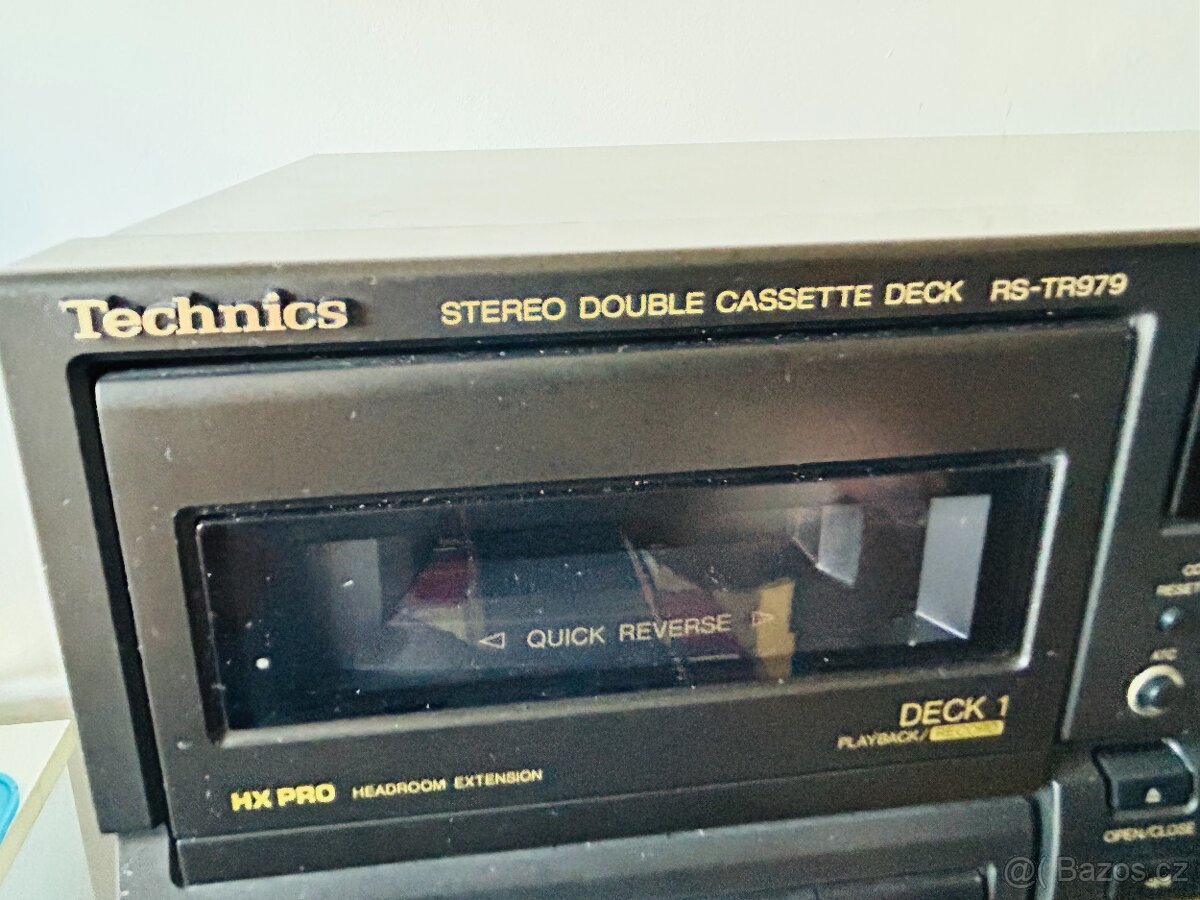 Technics STEREO DOUBLE CASSETTE DECK RS-TR979
QUICK REVERSE
RESET
ATC
DECK 1
PLAYBACK/RECORD
HX PRO HEADROOM EXTENSION
OPEN/CLOSE
@( Bazos.cz